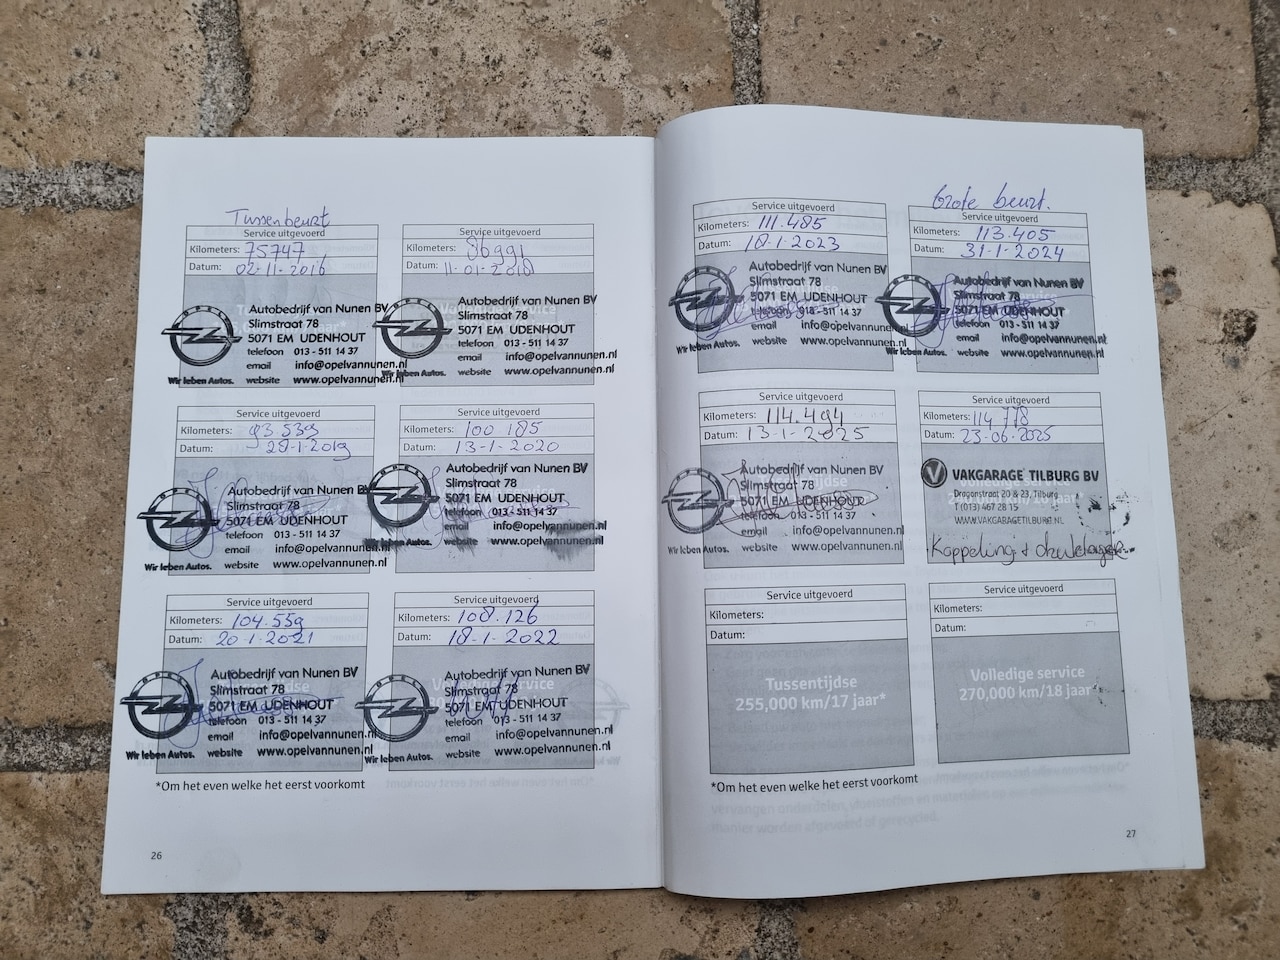 Tussenbeurt
Service uitgevoerd
Kilometers: 75747
Datum: 02-11-2016
Autobedrijf van Nunen BV
Slimstraat 78
5071 EM UDENHOUT
telefoon 013 - 511 14 37
email info@opelvannunen.nl
Wir leben Autos. website www.opelvannunen.nl
Service uitgevoerd
Kilometers: 86991
Datum: 11-01-2018
Autobedrijf van Nunen BV
Slimstraat 78
5071 EM UDENHOUT
telefoon 013 - 511 14 37
email info@opelvannunen.nl
Wir leben Autos. website www.opelvannunen.nl
Service uitgevoerd
Kilometers: 93539
Datum: 28-1-2019
Autobedrijf van Nunen BV
Slimstraat 78
5071 EM UDENHOUT
telefoon 013 - 511 14 37
email info@opelvannunen.nl
Wir leben Autos. website www.opelvannunen.nl
Service uitgevoerd
Kilometers: 100 185
Datum: 13-1-2020
Autobedrijf van Nunen BV
Slimstraat 78
5071 EM UDENHOUT
telefoon 013 - 511 14 37
email info@opelvannunen.nl
Wir leben Autos. website www.opelvannunen.nl
Service uitgevoerd
Kilometers: 104.559
Datum: 20-1-2021
Autobedrijf van Nunen BV
Slimstraat 78
5071 EM UDENHOUT
telefoon 013 - 511 14 37
email info@opelvannunen.nl
Wir leben Autos. website www.opelvannunen.nl
Service uitgevoerd
Kilometers: 108.126
Datum: 18-1-2022
Autobedrijf van Nunen BV
Slimstraat 78
5071 EM UDENHOUT
telefoon 013 - 511 14 37
email info@opelvannunen.nl
Wir leben Autos. website www.opelvannunen.nl
*Om het even welke het eerst voorkomt
26
Service uitgevoerd
Kilometers: 111.485
Datum: 18-1-2023
Autobedrijf van Nunen BV
Slimstraat 78
5071 EM UDENHOUT
telefoon 013 - 511 14 37
email info@opelvannunen.nl
Wir leben Autos. website www.opelvannunen.nl
Grote beurt.
Service uitgevoerd
Kilometers: 113.405
Datum: 31-1-2024
Autobedrijf van Nunen BV
Slimstraat 78
5071 EM UDENHOUT
telefoon 013 - 511 14 37
email info@opelvannunen.nl
Wir leben Autos. website www.opelvannunen.nl
Service uitgevoerd
Kilometers: 114.494
Datum: 13-1-2025
Autobedrijf van Nunen BV
Slimstraat 78
5071 EM UDENHOUT
telefoon 013 - 511 14 37
email info@opelvannunen.nl
Wir leben Autos. website www.opelvannunen.nl
Service uitgevoerd
Kilometers: 114 778
Datum: 23-06-2025
VAKGARAGE TILBURG BV
Dragonstraat 20 & 23, Tilburg
T (013) 467 28 15
WWW.VAKGARAGETILBURG.NL
Koppeling + druklager
Service uitgevoerd
Kilometers:
Datum:
Tussentijdse
255,000 km/17 jaar*
Service uitgevoerd
Kilometers:
Datum:
Volledige service
270,000 km/18 jaar*
*Om het even welke het eerst voorkomt
27